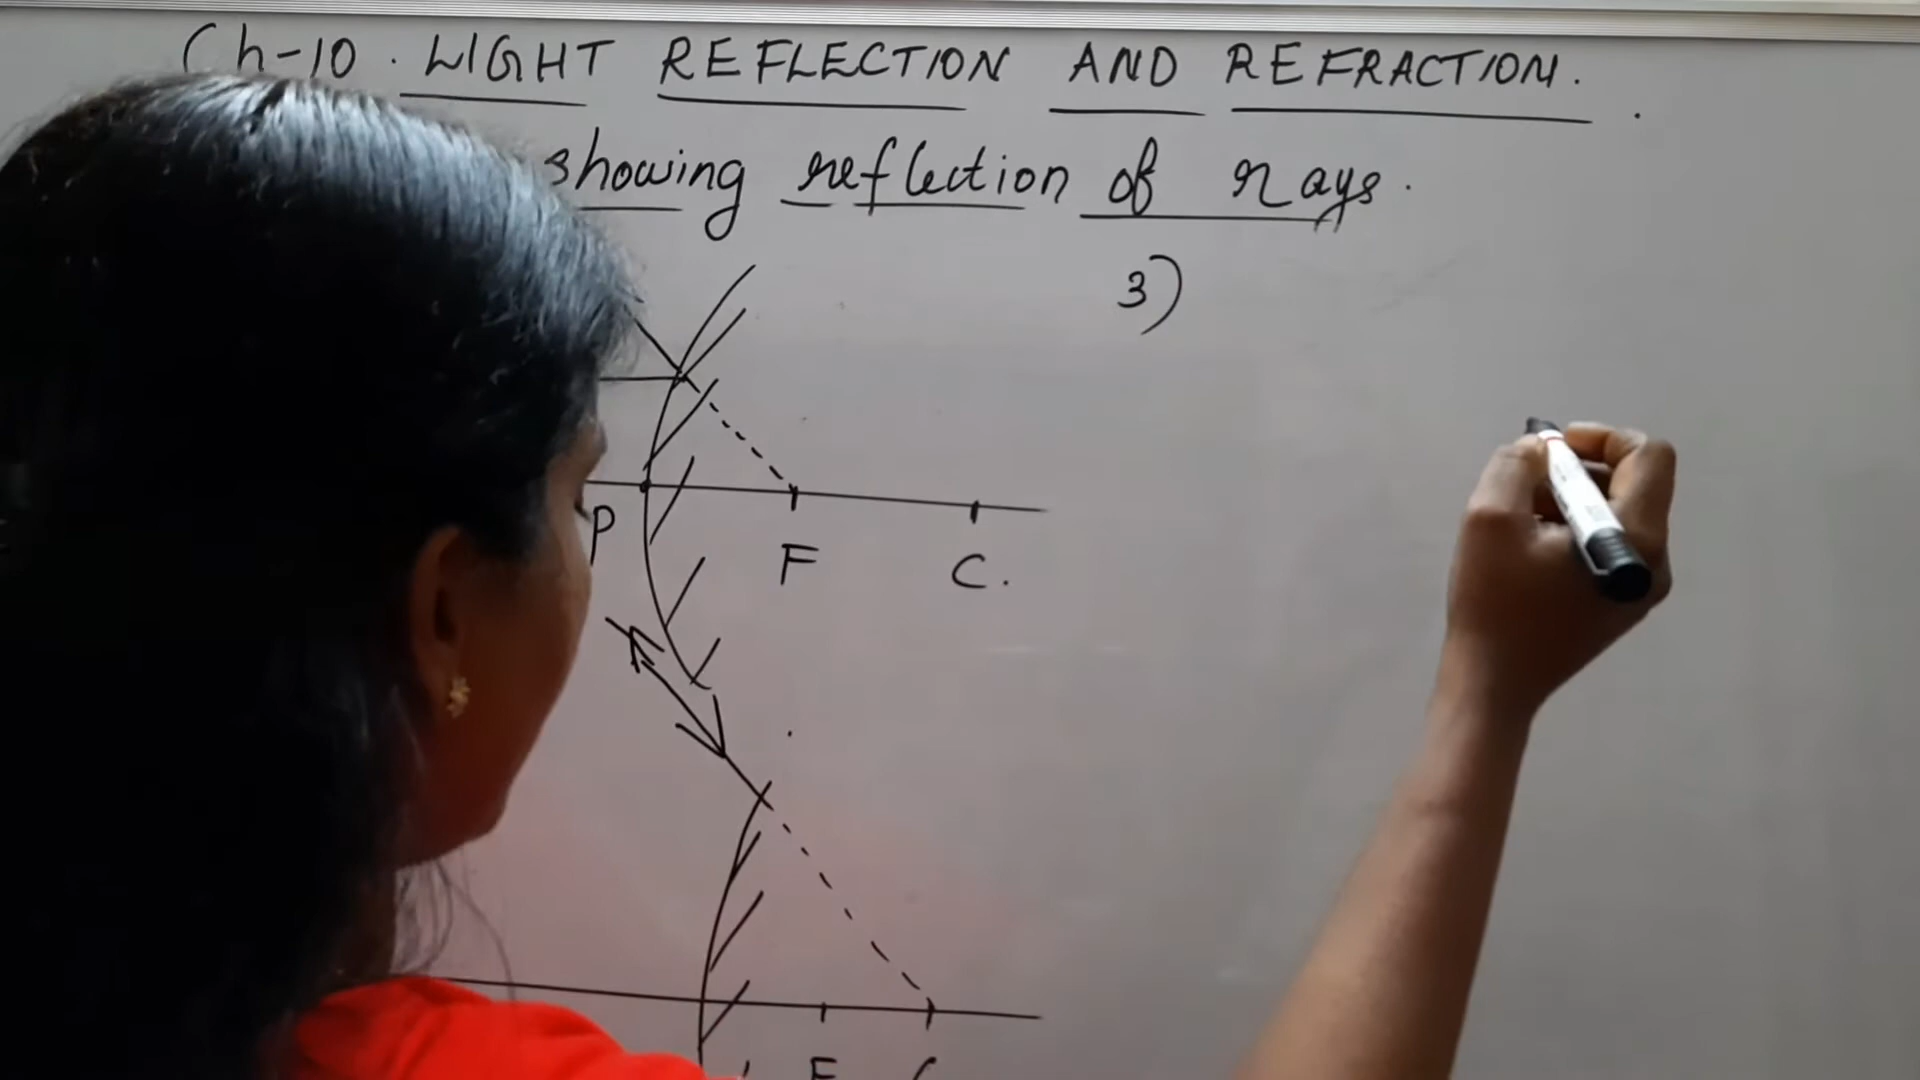 Ch-10. LIGHT REFLECTION AND REFRACTION.
showing reflection of rays.
3)
P F C.
F C